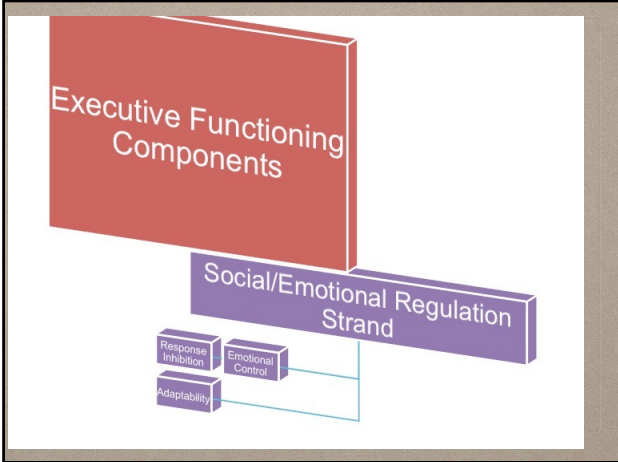 Executive Functioning
Components
Social/Emotional Regulation
Strand
Response
Inhibition
Emotional
Control
Adaptability